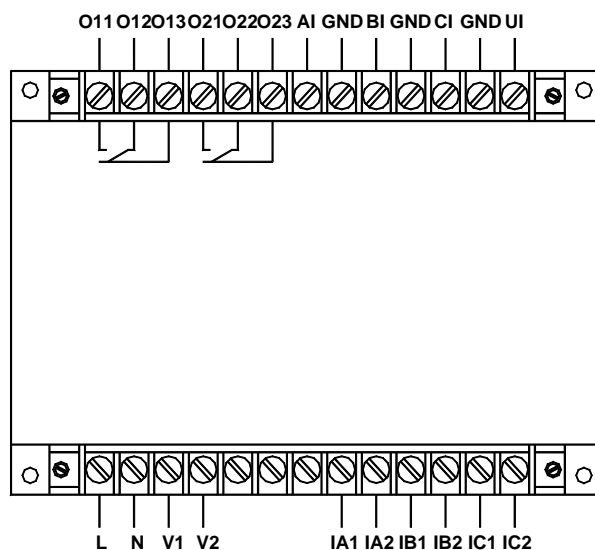 O11 O12 O13 O21 O22 O23 AI GND BI GND CI GND UI
L N V1 V2 IA1 IA2 IB1 IB2 IC1 IC2